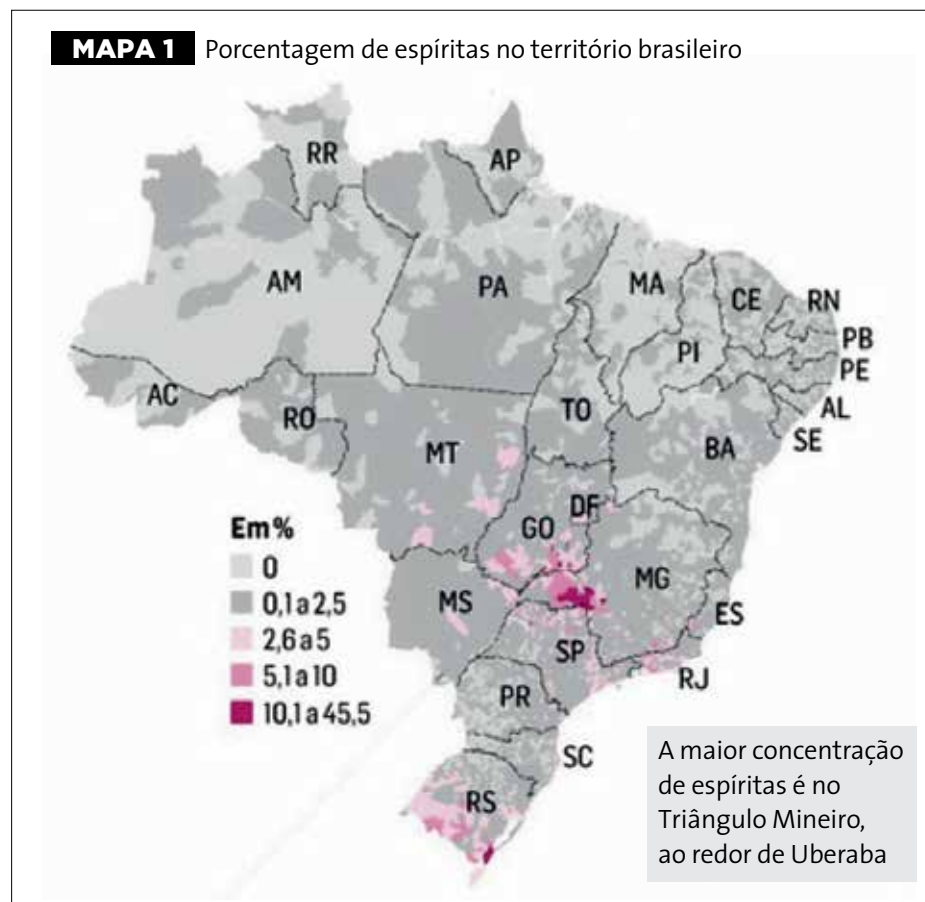 MAPA 1 Porcentagem de espíritas no território brasileiro
RR
AP
AM
PA
MA
CE
RN
PB
PE
PI
AL
SE
AC
RO
TO
BA
MT
DF
GO
MG
ES
MS
SP
RJ
PR
SC
RS
Em %
0
0,1 a 2,5
2,6 a 5
5,1 a 10
10,1 a 45,5
A maior concentração
de espíritas é no
Triângulo Mineiro,
ao redor de Uberaba